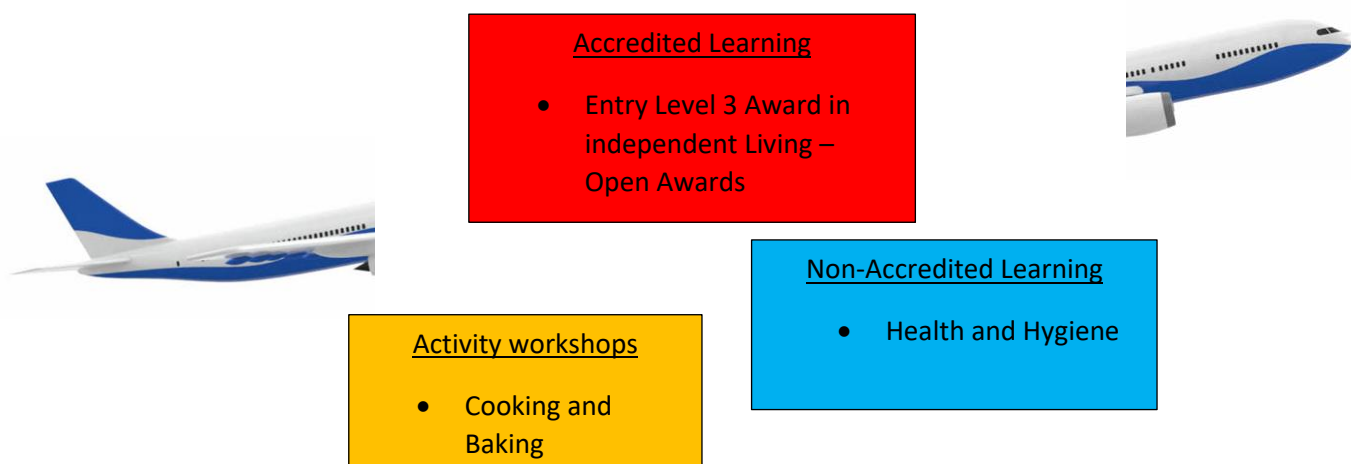 Accredited Learning
• Entry Level 3 Award in
independent Living –
Open Awards
Non-Accredited Learning
• Health and Hygiene
Activity workshops
• Cooking and
Baking